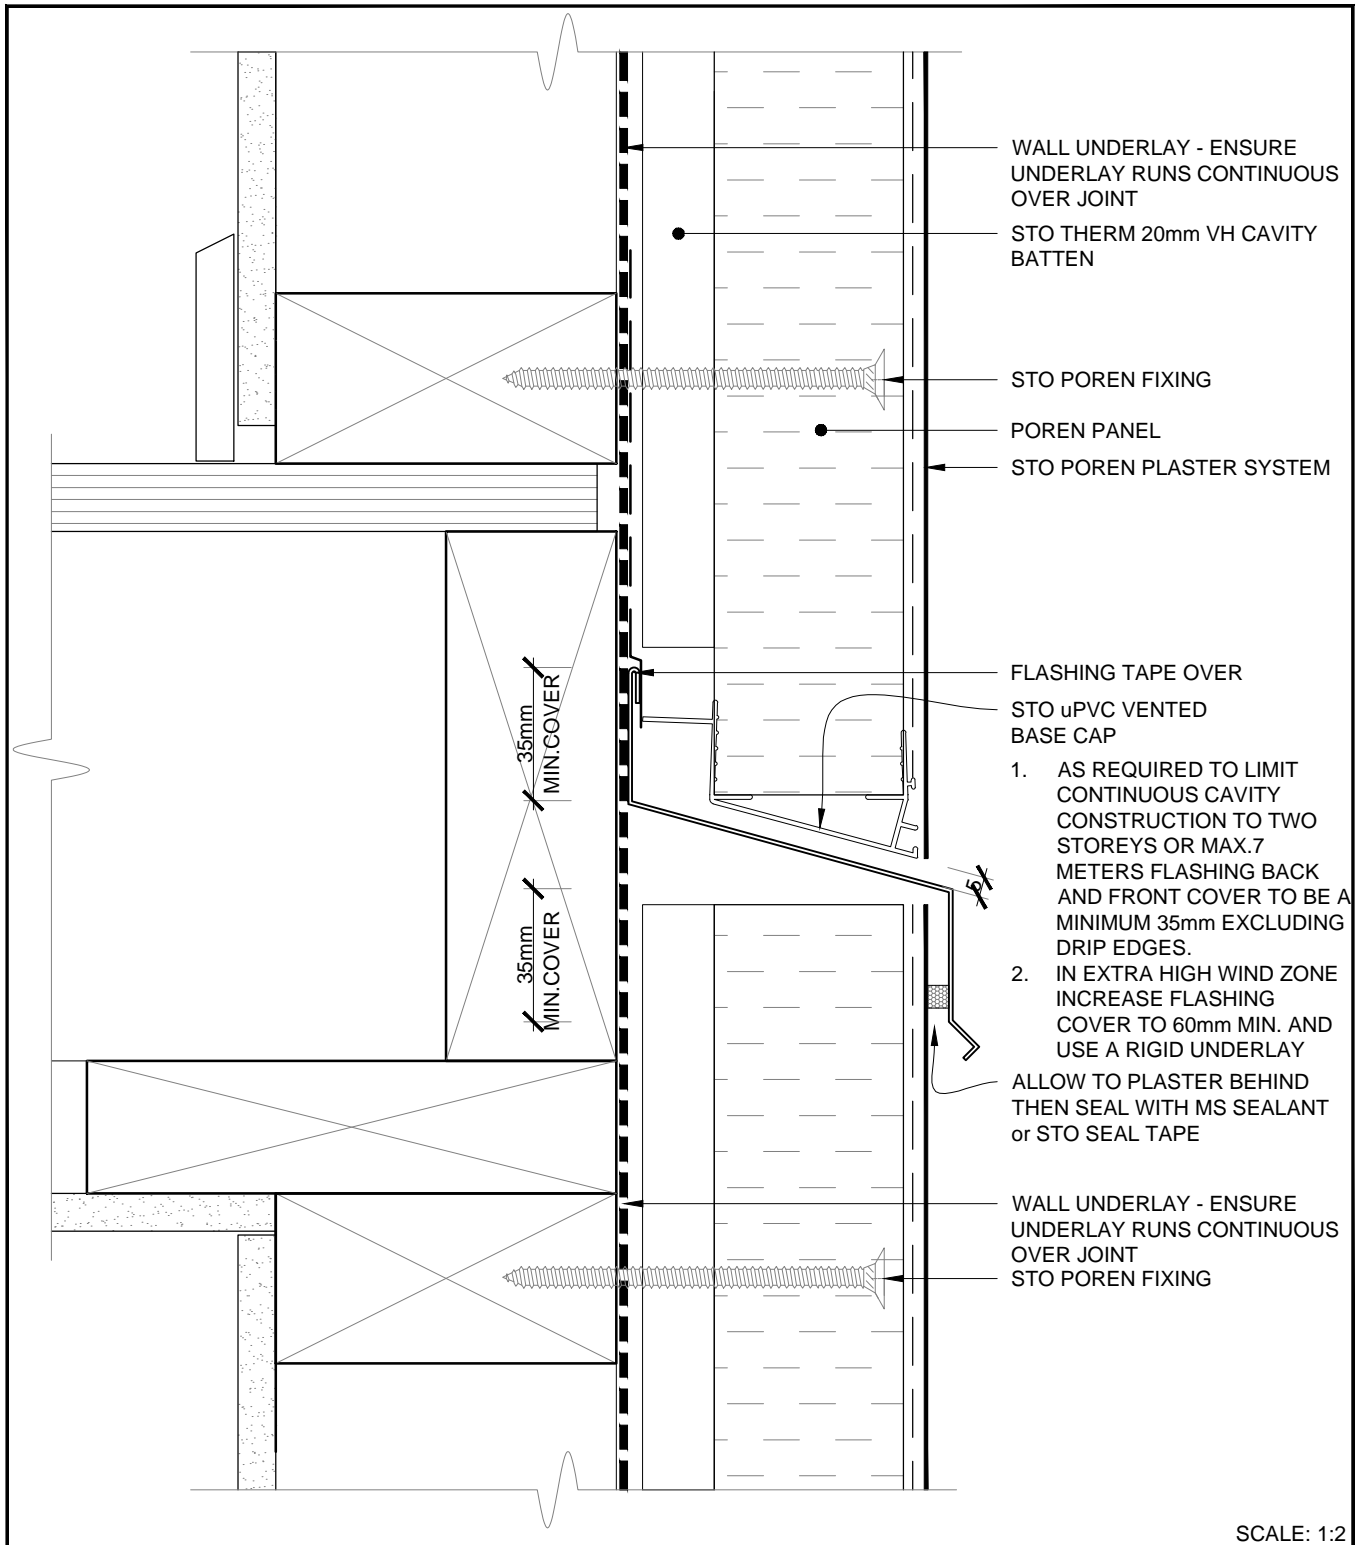 WALL UNDERLAY - ENSURE
UNDERLAY RUNS CONTINUOUS
OVER JOINT
STO THERM 20mm VH CAVITY
BATTEN
STO POREN FIXING
POREN PANEL
STO POREN PLASTER SYSTEM
FLASHING TAPE OVER
STO uPVC VENTED
BASE CAP
1. AS REQUIRED TO LIMIT
CONTINUOUS CAVITY
CONSTRUCTION TO TWO
STOREYS OR MAX.7
METERS FLASHING BACK
AND FRONT COVER TO BE A
MINIMUM 35mm EXCLUDING
DRIP EDGES.
2. IN EXTRA HIGH WIND ZONE
INCREASE FLASHING
COVER TO 60mm MIN. AND
USE A RIGID UNDERLAY
ALLOW TO PLASTER BEHIND
THEN SEAL WITH MS SEALANT
or STO SEAL TAPE
WALL UNDERLAY - ENSURE
UNDERLAY RUNS CONTINUOUS
OVER JOINT
STO POREN FIXING
35mm
MIN.COVER
35mm
MIN.COVER
5
SCALE: 1:2